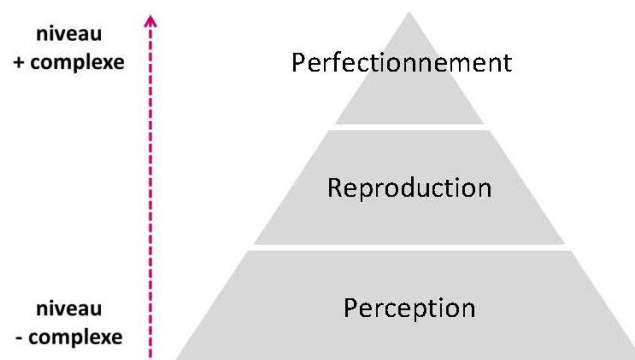 niveau
+ complexe
Perfectionnement
Reproduction
Perception
niveau
- complexe